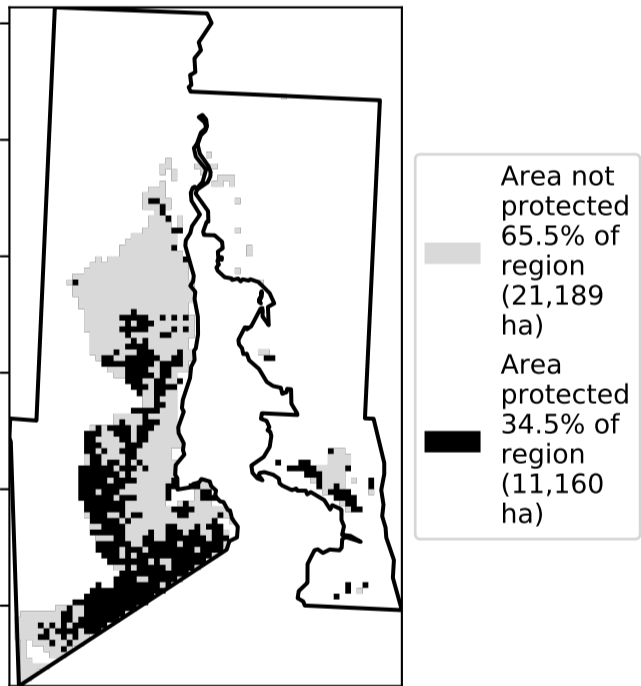 Area not
protected
65.5% of
region
(21,189
ha)
Area
protected
34.5% of
region
(11,160
ha)